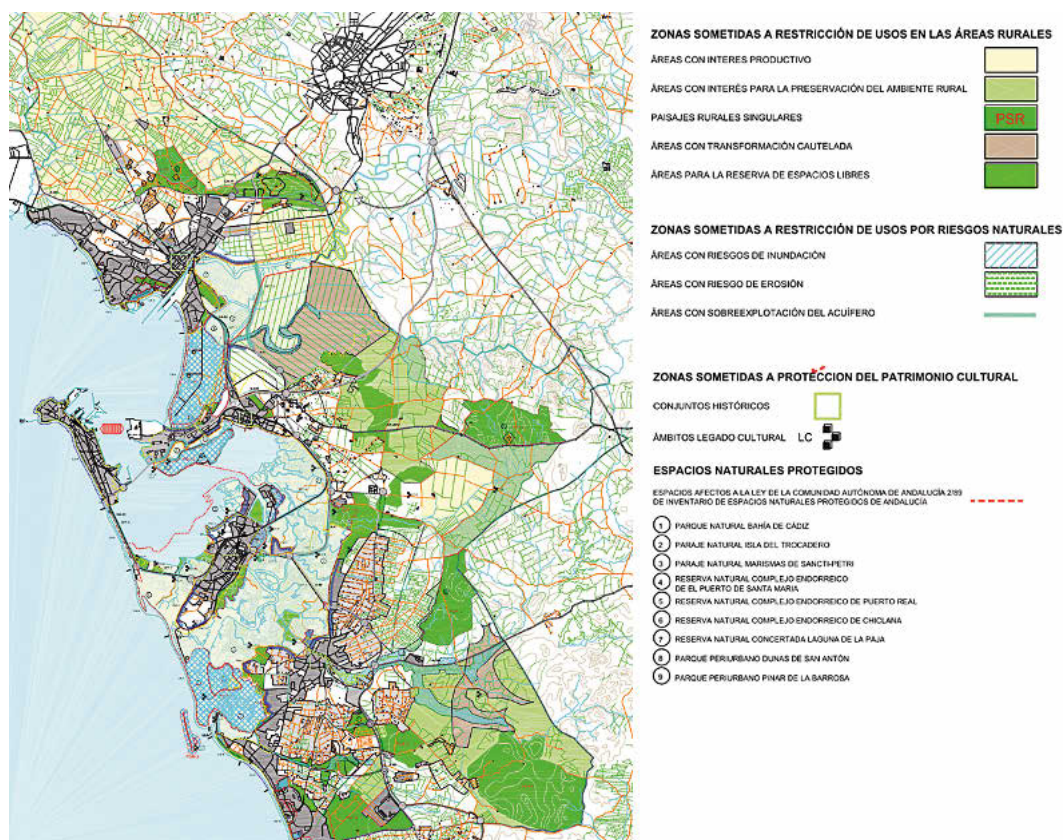 ZONAS SOMETIDAS A RESTRICCIÓN DE USOS EN LAS ÁREAS RURALES
ÁREAS CON INTERES PRODUCTIVO
ÁREAS CON INTERÉS PARA LA PRESERVACIÓN DEL AMBIENTE RURAL
PAISAJES RURALES SINGULARES
PSR
ÁREAS CON TRANSFORMACIÓN CAUTELADA
ÁREAS PARA LA RESERVA DE ESPACIOS LIBRES
ZONAS SOMETIDAS A RESTRICCIÓN DE USOS POR RIESGOS NATURALES
ÁREAS CON RIESGOS DE INUNDACIÓN
ÁREAS CON RIESGO DE EROSIÓN
ÁREAS CON SOBREEXPLOTACIÓN DEL ACUÍFERO
ZONAS SOMETIDAS A PROTECCION DEL PATRIMONIO CULTURAL
CONJUNTOS HISTÓRICOS
ÁMBITOS LEGADO CULTURAL LC
ESPACIOS NATURALES PROTEGIDOS
ESPACIOS AFECTOS A LA LEY DE LA COMUNIDAD AUTÓNOMA DE ANDALUCÍA 2/89
DE INVENTARIO DE ESPACIOS NATURALES PROTEGIDOS DE ANDALUCÍA
1 PARQUE NATURAL BAHÍA DE CÁDIZ
2 PARAJE NATURAL ISLA DEL TROCADERO
3 PARAJE NATURAL MARISMAS DE SANCTI-PETRI
4 RESERVA NATURAL COMPLEJO ENDORREICO
DE EL PUERTO DE SANTA MARIA
5 RESERVA NATURAL COMPLEJO ENDORREICO DE PUERTO REAL
6 RESERVA NATURAL COMPLEJO ENDORREICO DE CHICLANA
7 RESERVA NATURAL CONCERTADA LAGUNA DE LA PAJA
8 PARQUE PERIURBANO DUNAS DE SAN ANTÓN
9 PARQUE PERIURBANO PINAR DE LA BARROSA